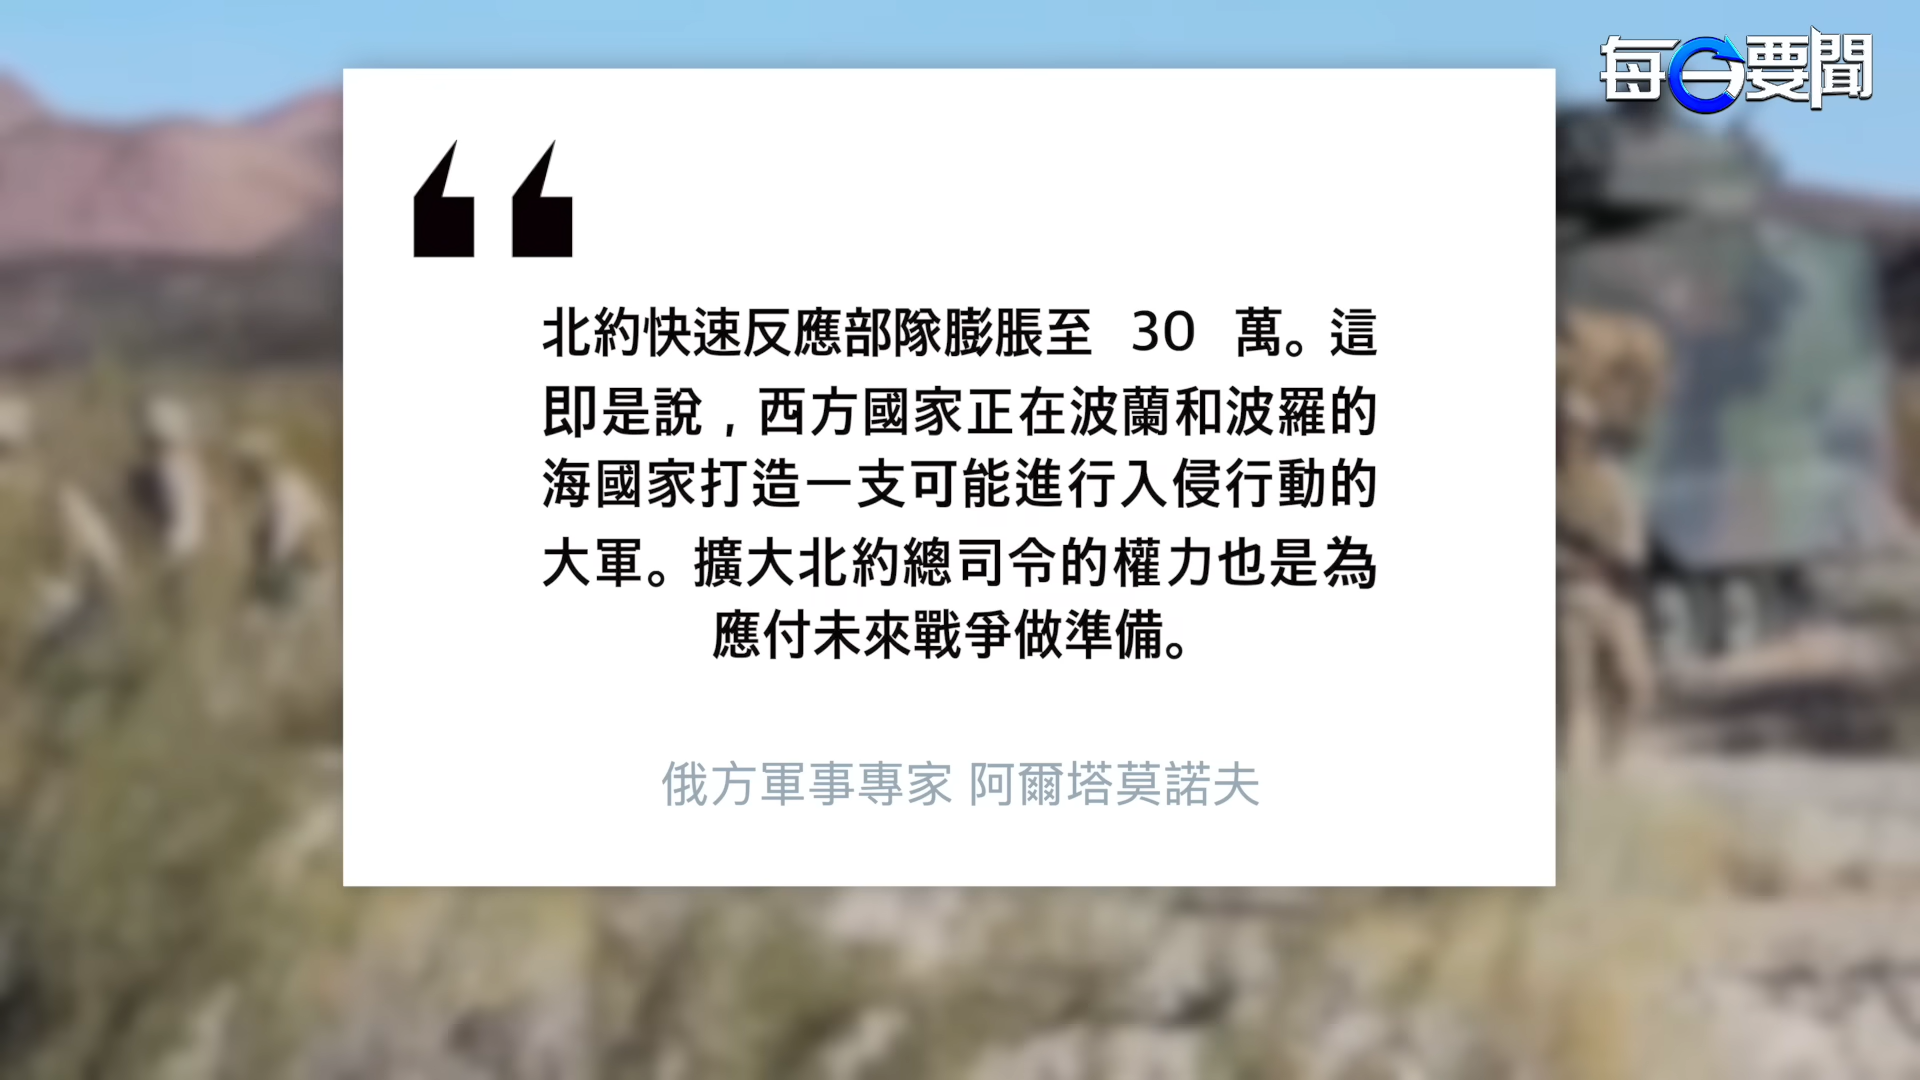 每日要聞
北約快速反應部隊膨脹至 30 萬。這
即是說，西方國家正在波蘭和波羅的
海國家打造一支可能進行入侵行動的
大軍。擴大北約總司令的權力也是為
應付未來戰爭做準備。
俄方軍事專家 阿爾塔莫諾夫